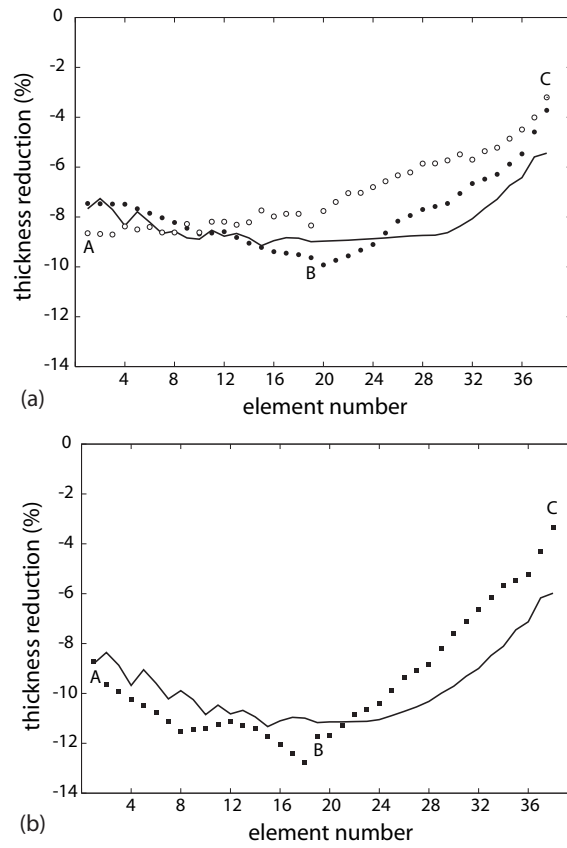 0
-2
-4
-6
-8
-10
-12
-14
thickness reduction (%)
A
B
C
4 8 12 16 20 24 28 32 36
element number
(a)
0
-2
-4
-6
-8
-10
-12
-14
thickness reduction (%)
A
B
C
4 8 12 16 20 24 28 32 36
element number
(b)